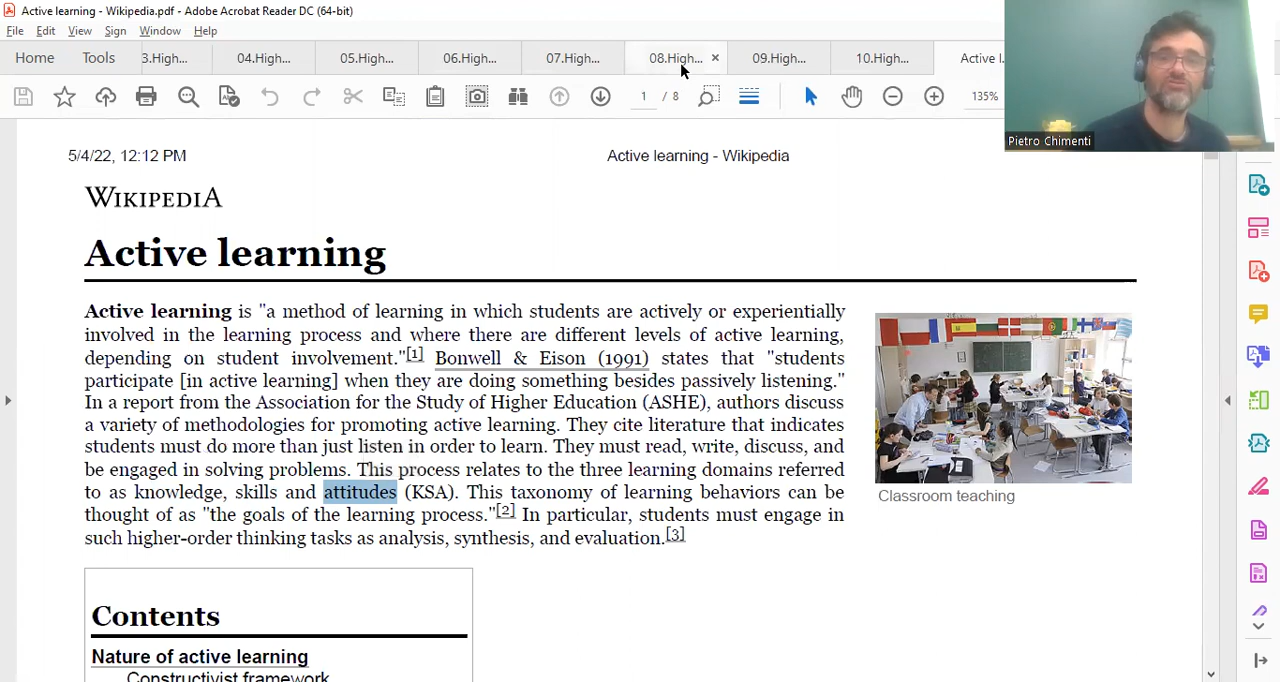 Active learning - Wikipedia.pdf - Adobe Acrobat Reader DC (64-bit)
File Edit View Sign Window Help
Home Tools 3.High... 04.High... 05.High... 06.High... 07.High... 08.High... × 09.High... 10.High... Active l.
1 / 8 135%
Pietro Chimenti
5/4/22, 12:12 PM Active learning - Wikipedia
WIKIPEDIA
Active learning
Active learning is "a method of learning in which students are actively or experientially
involved in the learning process and where there are different levels of active learning,
depending on student involvement."[1] Bonwell & Eison (1991) states that "students
participate [in active learning] when they are doing something besides passively listening."
In a report from the Association for the Study of Higher Education (ASHE), authors discuss
a variety of methodologies for promoting active learning. They cite literature that indicates
students must do more than just listen in order to learn. They must read, write, discuss, and
be engaged in solving problems. This process relates to the three learning domains referred
to as knowledge, skills and attitudes (KSA). This taxonomy of learning behaviors can be
thought of as "the goals of the learning process."[2] In particular, students must engage in
such higher-order thinking tasks as analysis, synthesis, and evaluation.[3]
Classroom teaching
Contents
Nature of active learning
Constructivist framework